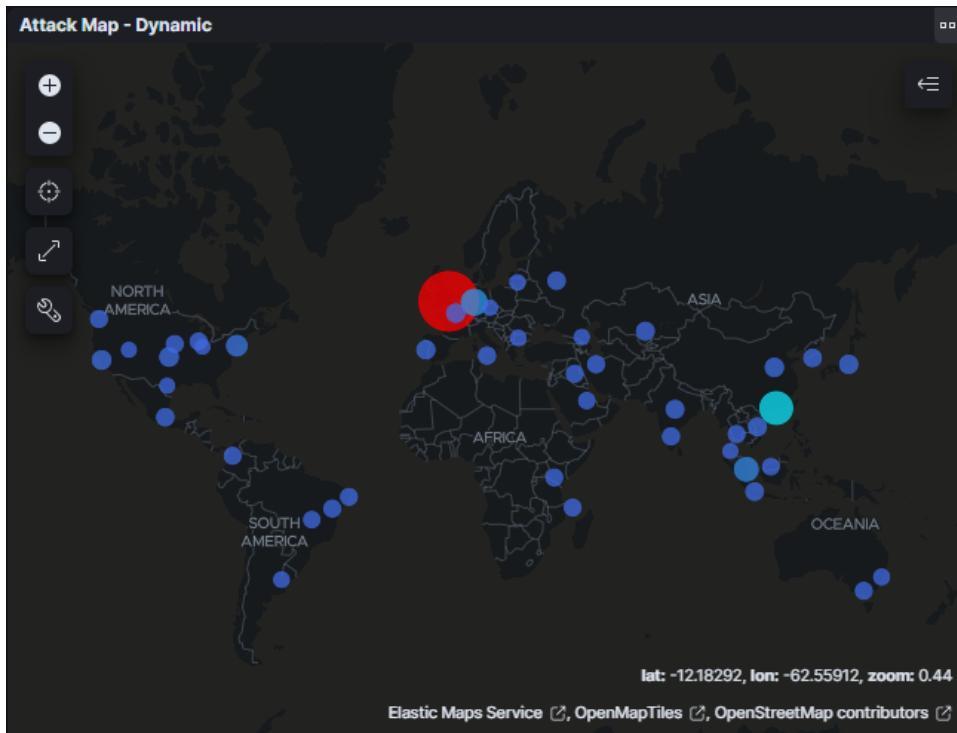 Attack Map - Dynamic
NORTH
AMERICA
ASIA
AFRICA
SOUTH
AMERICA
OCEANIA
lat: -12.18292, lon: -62.55912, zoom: 0.44
Elastic Maps Service , OpenMapTiles , OpenStreetMap contributors